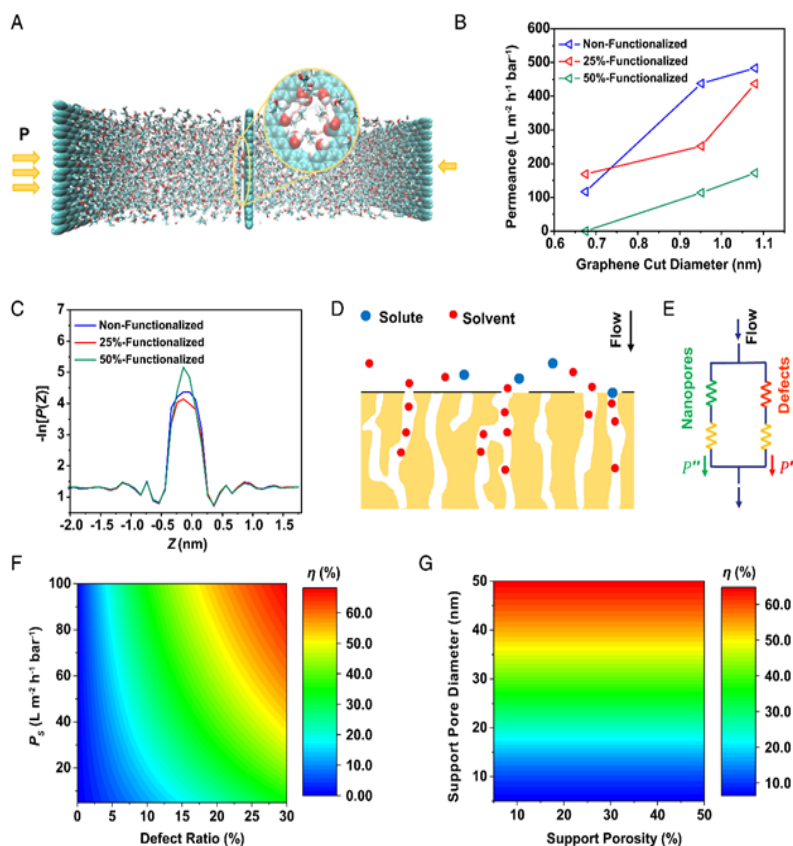 A
P
B
Permeance (L m⁻² h⁻¹ bar⁻¹)
600
500
400
300
200
100
0
Non-Functionalized
25%-Functionalized
50%-Functionalized
0.6 0.7 0.8 0.9 1.0 1.1
Graphene Cut Diameter (nm)
C
-ln[P(Z)]
7
6
5
4
3
2
1
Non-Functionalized
25%-Functionalized
50%-Functionalized
-2.0 -1.5 -1.0 -0.5 0.0 0.5 1.0 1.5
Z (nm)
D
Solute Solvent
Flow
E
Flow
Nanopores
Defects
P″ P′
F
η (%)
Pₛ (L m⁻² h⁻¹ bar⁻¹)
100
80
60
40
20
0 5 10 15 20 25 30
Defect Ratio (%)
60.0
50.0
40.0
30.0
20.0
10.0
0.00
G
η (%)
Support Pore Diameter (nm)
50
40
30
20
10
10 20 30 40 50
Support Porosity (%)
60.0
50.0
40.0
30.0
20.0
10.0